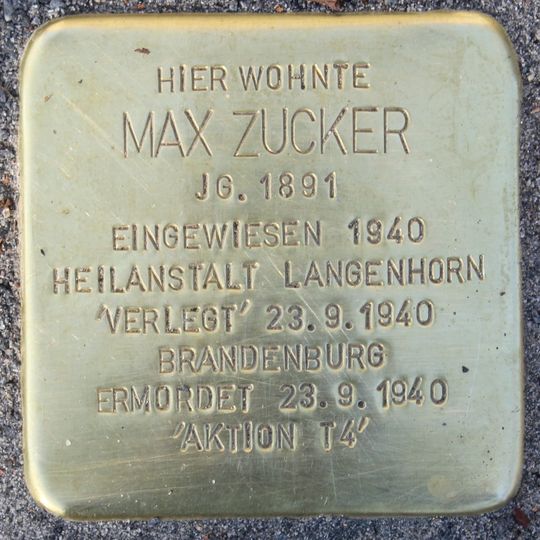 HIER WOHNTE
MAX ZUCKER
JG. 1891
EINGEWIESEN 1940
HEILANSTALT LANGENHORN
'VERLEGT' 23.9.1940
BRANDENBURG
ERMORDET 23.9.1940
'AKTION T4'